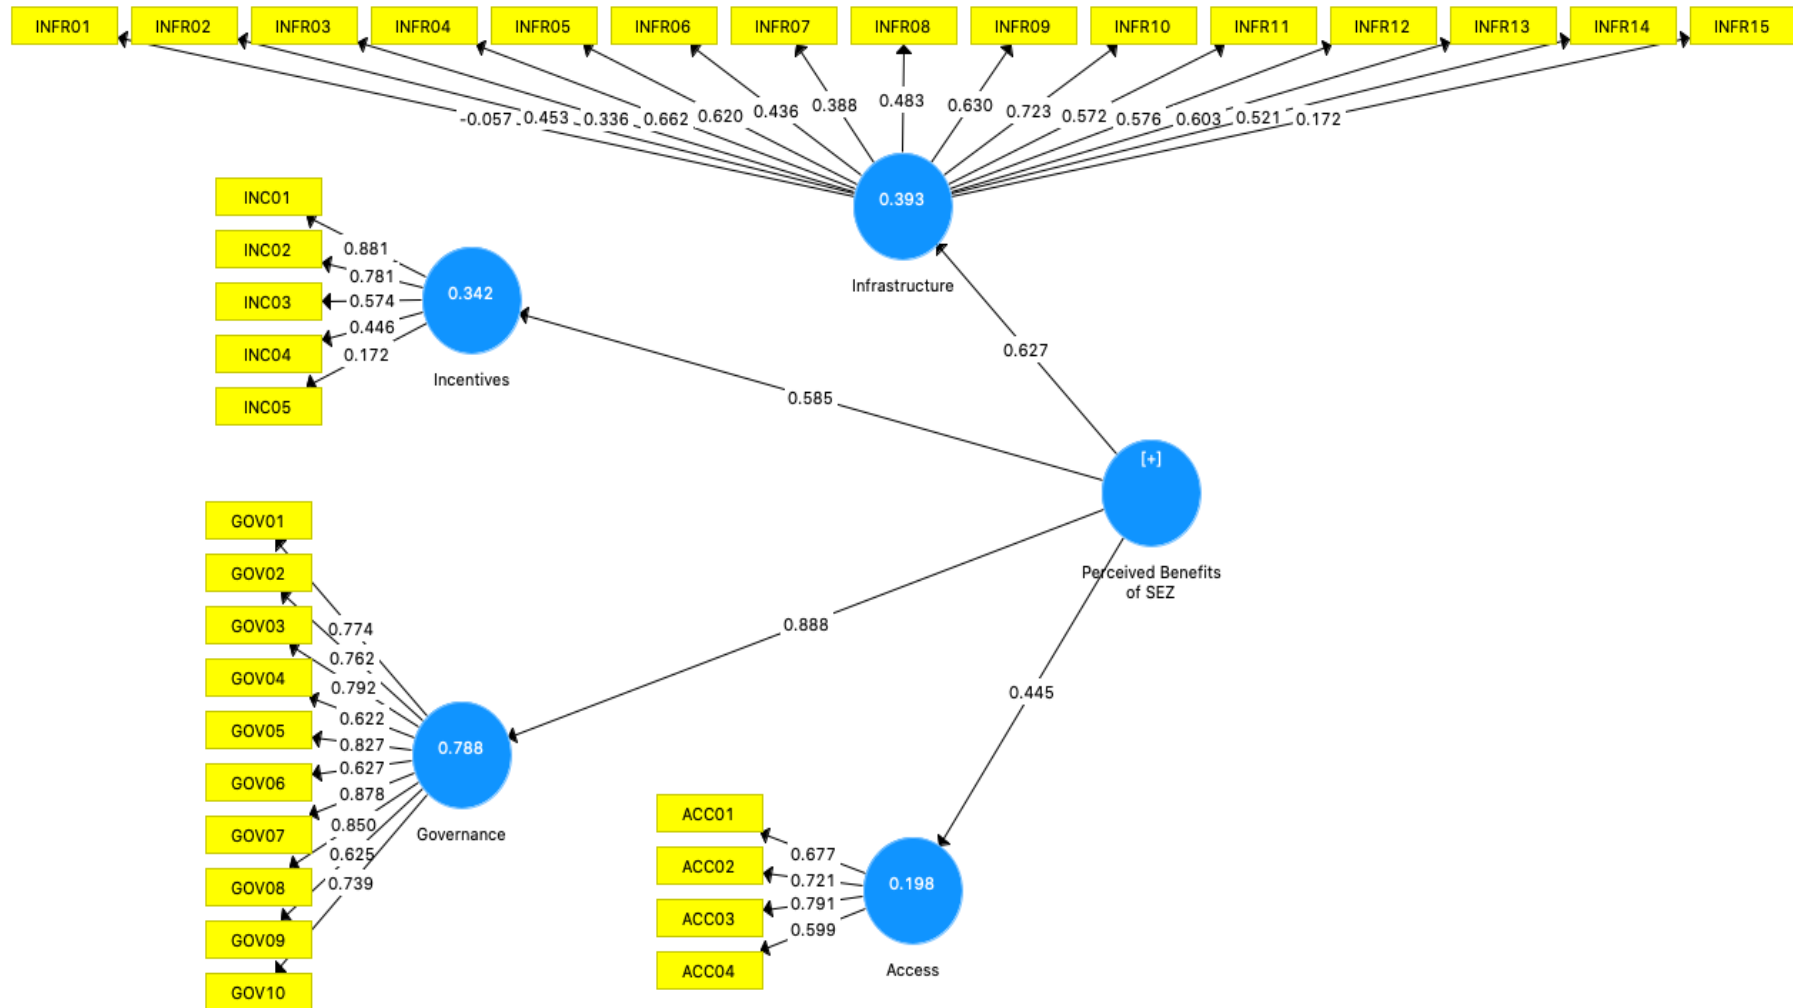 INFR01 INFR02 INFR03 INFR04 INFR05 INFR06 INFR07 INFR08 INFR09 INFR10 INFR11 INFR12 INFR13 INFR14 INFR15
-0.057 0.453 0.336 0.662 0.620 0.436 0.388 0.483 0.630 0.723 0.572 0.576 0.603 0.521 0.172
0.393
Infrastructure
INC01
INC02
INC03
INC04
INC05
0.881
0.781
0.574
0.446
0.172
0.342
Incentives
0.627
0.585
[+]
Perceived Benefits
of SEZ
0.888
0.445
GOV01
GOV02
GOV03
GOV04
GOV05
GOV06
GOV07
GOV08
GOV09
GOV10
0.774
0.762
0.792
0.622
0.827
0.627
0.878
0.850
0.625
0.739
0.788
Governance
ACC01
ACC02
ACC03
ACC04
0.677
0.721
0.791
0.599
0.198
Access